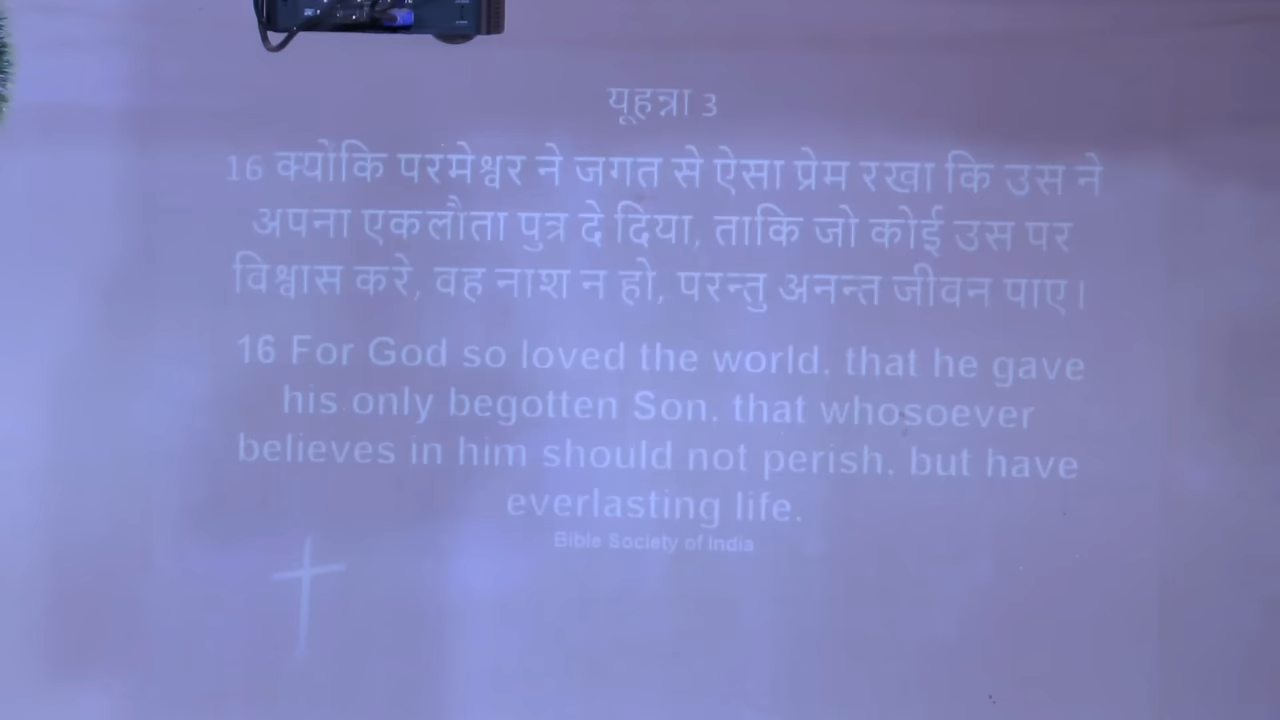 यूहन्ना 3
16 क्योंकि परमेश्वर ने जगत से ऐसा प्रेम रखा कि उस ने
अपना एकलौता पुत्र दे दिया, ताकि जो कोई उस पर
विश्वास करे, वह नाश न हो, परन्तु अनन्त जीवन पाए।
16 For God so loved the world, that he gave
his only begotten Son, that whosoever
believes in him should not perish, but have
everlasting life.
Bible Society of India